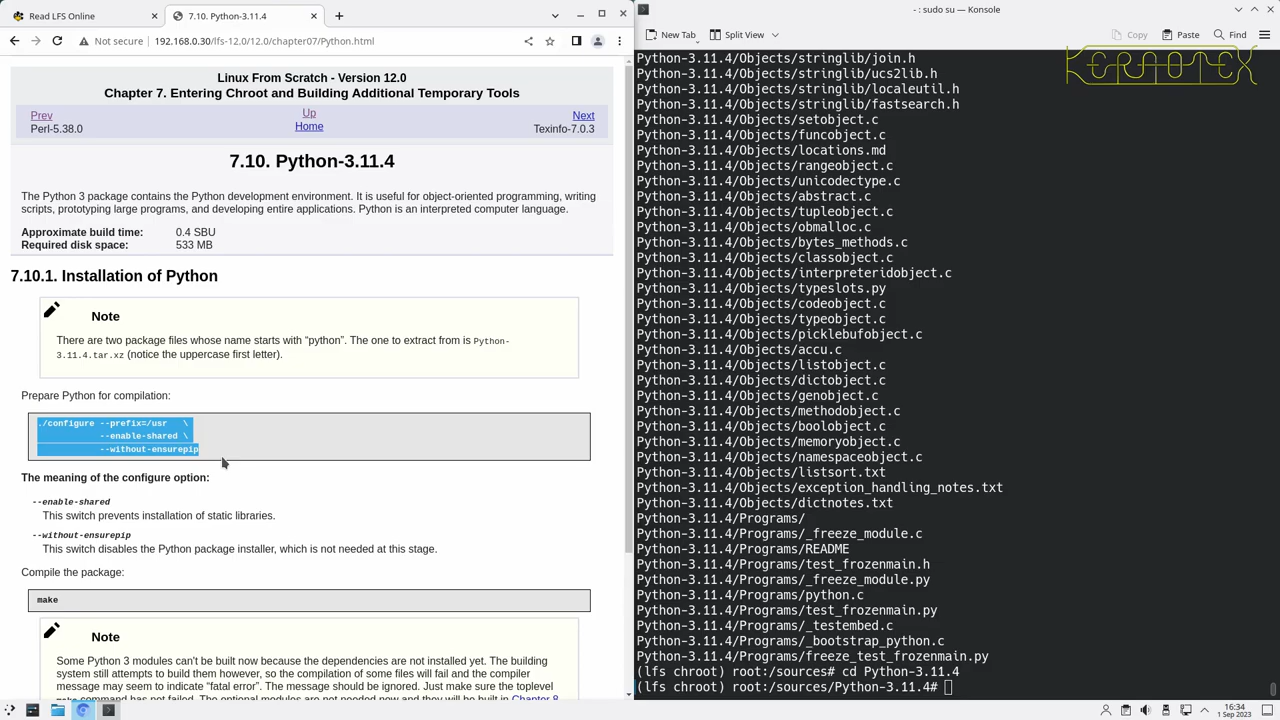 Read LFS Online
7.10. Python-3.11.4
- : sudo su — Konsole
Not secure
192.168.0.30/lfs-12.0/12.0/chapter07/Python.html
New Tab
Split View
Copy
Paste
Find
KERNOTEX
Linux From Scratch - Version 12.0
Chapter 7. Entering Chroot and Building Additional Temporary Tools
Prev
Up
Next
Perl-5.38.0
Home
Texinfo-7.0.3
7.10. Python-3.11.4
The Python 3 package contains the Python development environment. It is useful for object-oriented programming, writing
scripts, prototyping large programs, and developing entire applications. Python is an interpreted computer language.
Approximate build time: 0.4 SBU
Required disk space: 533 MB
7.10.1. Installation of Python
Note
There are two package files whose name starts with “python”. The one to extract from is Python-
3.11.4.tar.xz (notice the uppercase first letter).
Prepare Python for compilation:
./configure --prefix=/usr \
--enable-shared \
--without-ensurepip
The meaning of the configure option:
--enable-shared
This switch prevents installation of static libraries.
--without-ensurepip
This switch disables the Python package installer, which is not needed at this stage.
Compile the package:
make
Note
Some Python 3 modules can't be built now because the dependencies are not installed yet. The building
system still attempts to build them however, so the compilation of some files will fail and the compiler
message may seem to indicate “fatal error”. The message should be ignored. Just make sure the toplevel
Python-3.11.4/Objects/stringlib/join.h
Python-3.11.4/Objects/stringlib/ucs2lib.h
Python-3.11.4/Objects/stringlib/localeutil.h
Python-3.11.4/Objects/stringlib/fastsearch.h
Python-3.11.4/Objects/setobject.c
Python-3.11.4/Objects/funcobject.c
Python-3.11.4/Objects/locations.md
Python-3.11.4/Objects/rangeobject.c
Python-3.11.4/Objects/unicodectype.c
Python-3.11.4/Objects/abstract.c
Python-3.11.4/Objects/tupleobject.c
Python-3.11.4/Objects/obmalloc.c
Python-3.11.4/Objects/bytes_methods.c
Python-3.11.4/Objects/classobject.c
Python-3.11.4/Objects/interpreteridobject.c
Python-3.11.4/Objects/typeslots.py
Python-3.11.4/Objects/codeobject.c
Python-3.11.4/Objects/typeobject.c
Python-3.11.4/Objects/picklebufobject.c
Python-3.11.4/Objects/accu.c
Python-3.11.4/Objects/listobject.c
Python-3.11.4/Objects/dictobject.c
Python-3.11.4/Objects/genobject.c
Python-3.11.4/Objects/methodobject.c
Python-3.11.4/Objects/boolobject.c
Python-3.11.4/Objects/memoryobject.c
Python-3.11.4/Objects/namespaceobject.c
Python-3.11.4/Objects/listsort.txt
Python-3.11.4/Objects/exception_handling_notes.txt
Python-3.11.4/Objects/dictnotes.txt
Python-3.11.4/Programs/
Python-3.11.4/Programs/_freeze_module.c
Python-3.11.4/Programs/README
Python-3.11.4/Programs/test_frozenmain.h
Python-3.11.4/Programs/_freeze_module.py
Python-3.11.4/Programs/python.c
Python-3.11.4/Programs/test_frozenmain.py
Python-3.11.4/Programs/_testembed.c
Python-3.11.4/Programs/_bootstrap_python.c
Python-3.11.4/Programs/freeze_test_frozenmain.py
(lfs chroot) root:/sources# cd Python-3.11.4
(lfs chroot) root:/sources/Python-3.11.4#
16:34
1 Sep 2023